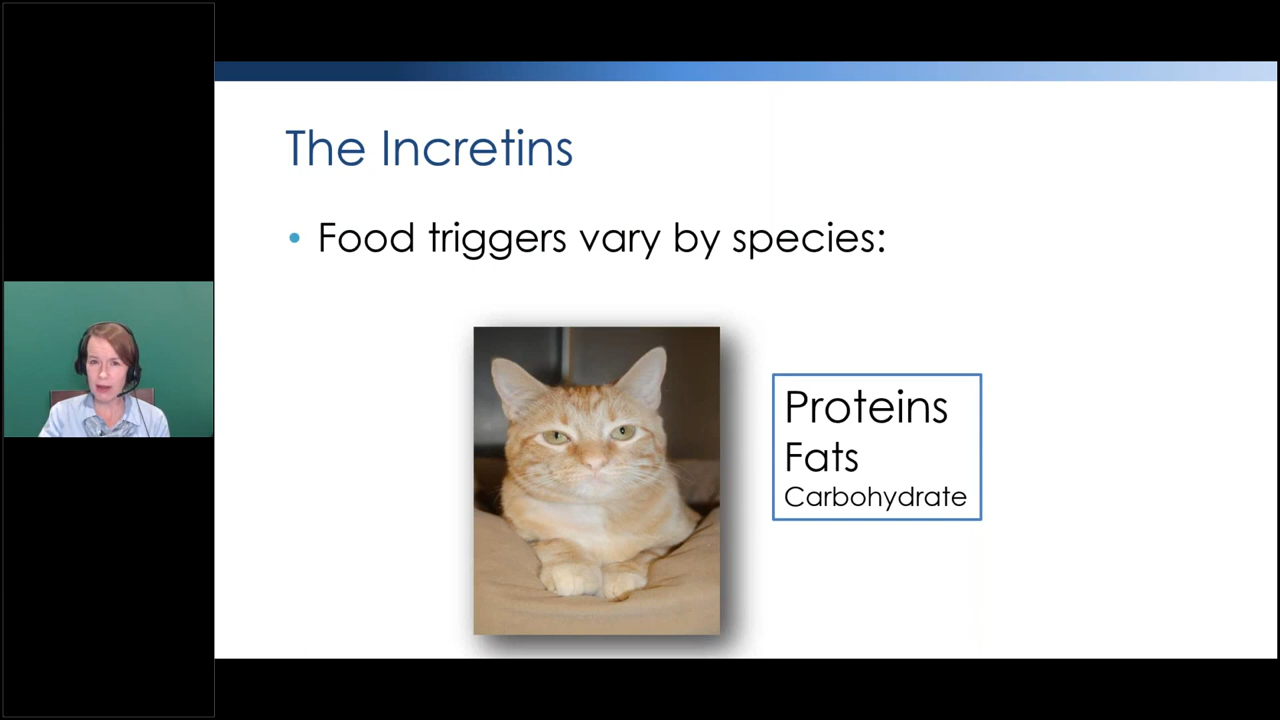 The Incretins
• Food triggers vary by species:
Proteins
Fats
Carbohydrate